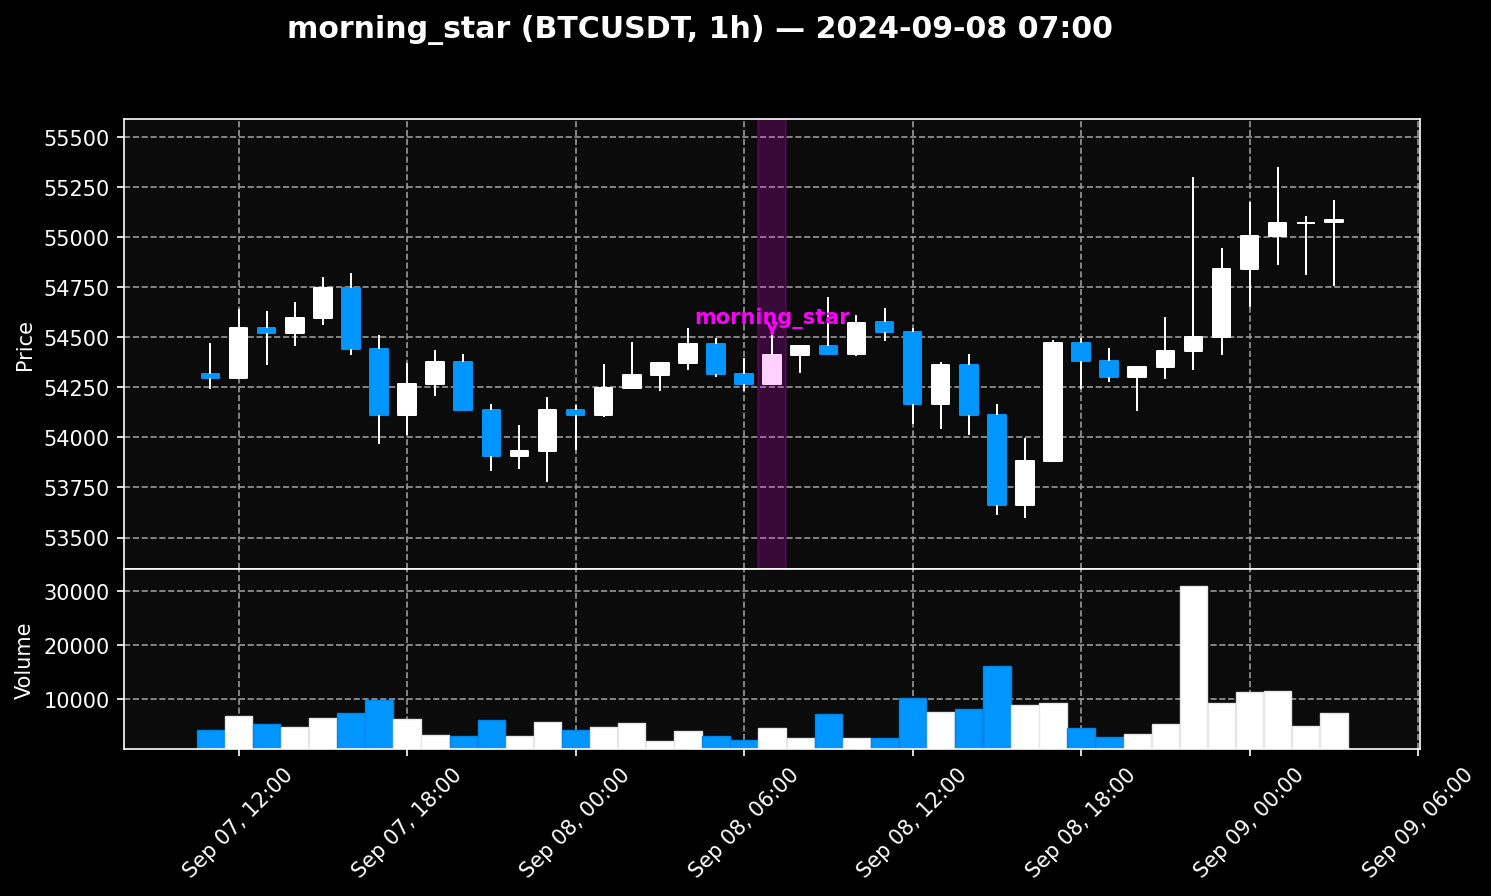 morning_star (BTCUSDT, 1h) — 2024-09-08 07:00
55500
55250
55000
54750
54500
54250
54000
53750
53500
Price
morning_star
30000
20000
10000
Volume
Sep 07, 12:00
Sep 07, 18:00
Sep 08, 00:00
Sep 08, 06:00
Sep 08, 12:00
Sep 08, 18:00
Sep 09, 00:00
Sep 09, 06:00